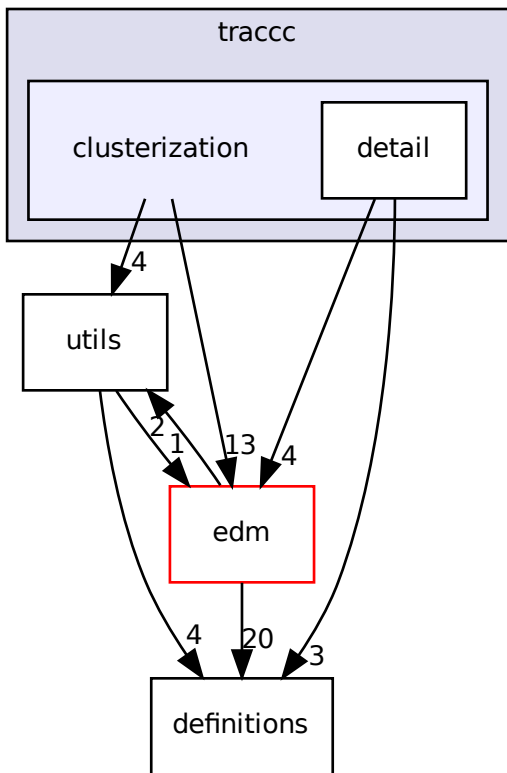 traccc
clusterization
detail
4
utils
2
1
13
4
edm
4
20
3
definitions